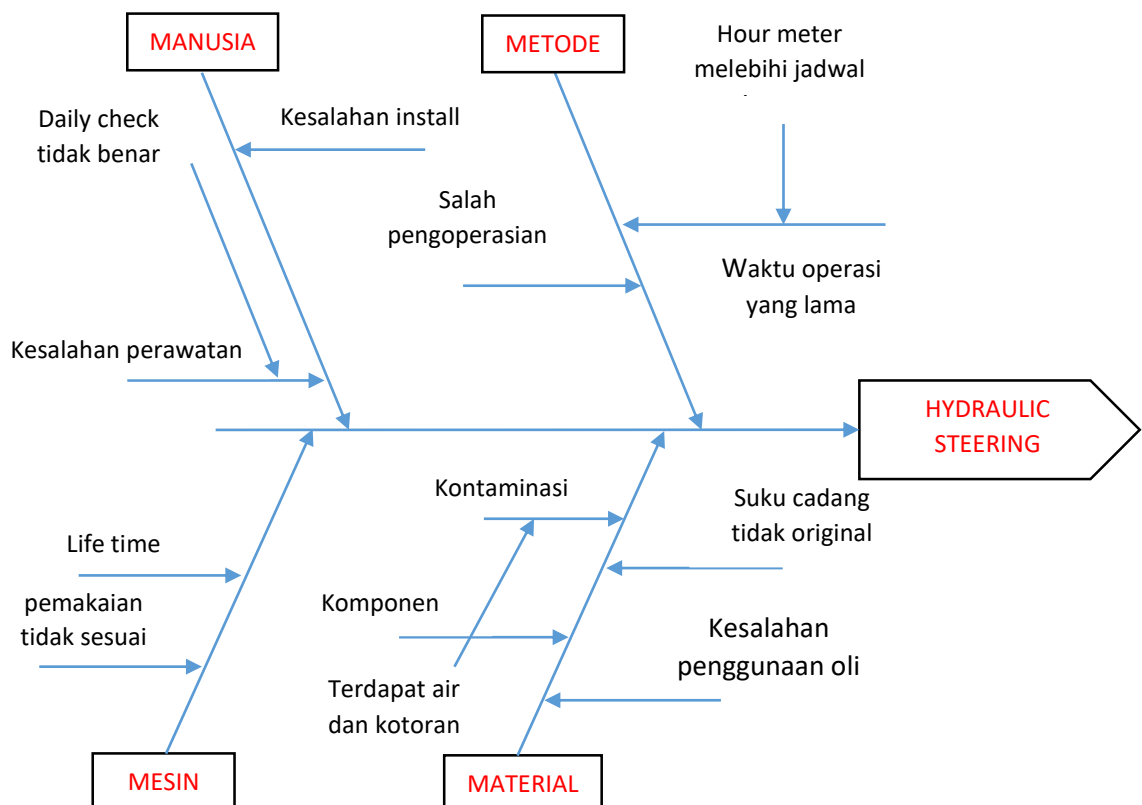 MANUSIA
METODE
Hour meter
melebihi jadwal
Daily check
tidak benar
Kesalahan install
Salah
pengoperasian
Waktu operasi
yang lama
Kesalahan perawatan
HYDRAULIC
STEERING
Kontaminasi
Suku cadang
tidak original
Life time
pemakaian
tidak sesuai
Komponen
Kesalahan
penggunaan oli
Terdapat air
dan kotoran
MESIN
MATERIAL